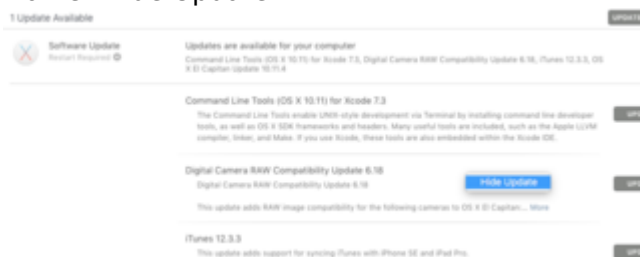 1 Update Available
UPDATE
Software Update
Restart Required
Updates are available for your computer
Command Line Tools (OS X 10.11) for Xcode 7.3, Digital Camera RAW Compatibility Update 6.18, iTunes 12.3.3, OS
X El Capitan Update 10.11.4
Command Line Tools (OS X 10.11) for Xcode 7.3
The Command Line Tools enable UNIX-style development via Terminal by installing command line developer
tools, as well as OS X SDK frameworks and headers. Many useful tools are included, such as the Apple LLVM
compiler, linker, and Make. If you use Xcode, these tools are also embedded within the Xcode IDE.
Digital Camera RAW Compatibility Update 6.18
Digital Camera RAW Compatibility Update 6.18
Hide Update
This update adds RAW image compatibility for the following cameras to OS X El Capitan:... More
iTunes 12.3.3
This update adds support for syncing iTunes with iPhone SE and iPad Pro.